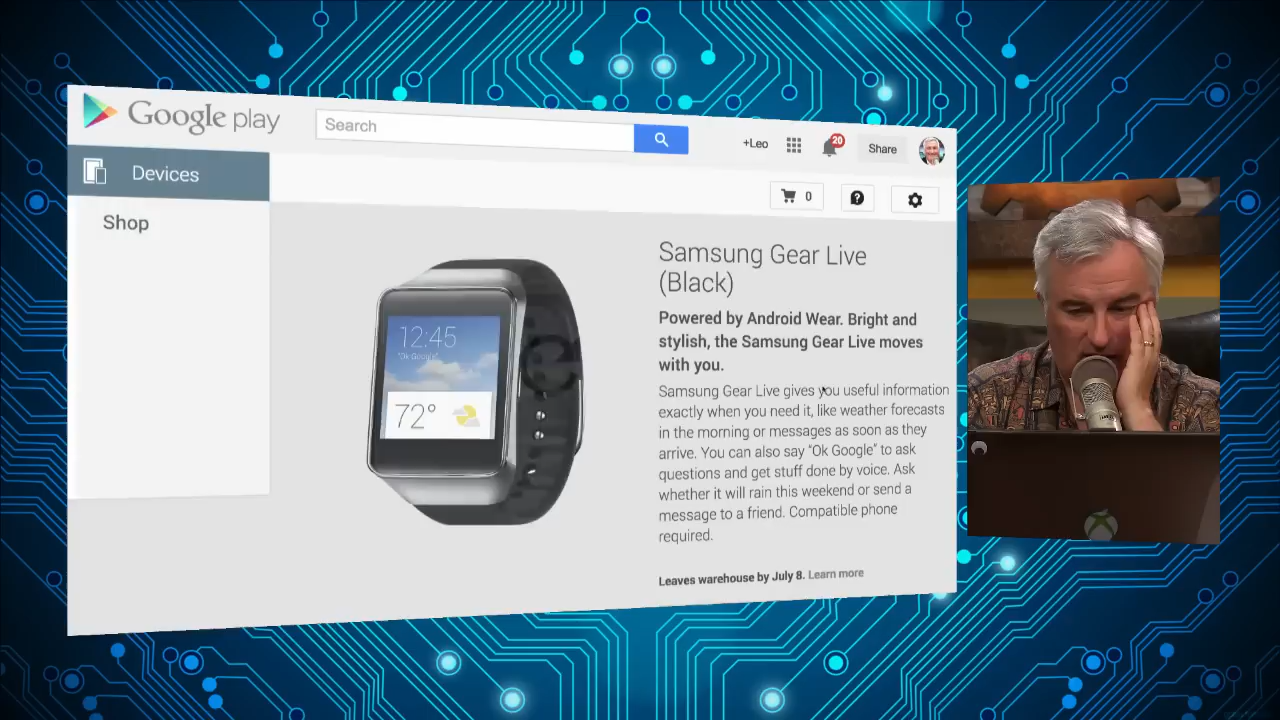 Google play
Search
+Leo
20
Share
Devices
0
Shop
Samsung Gear Live
(Black)
Powered by Android Wear. Bright and
stylish, the Samsung Gear Live moves
with you.
Samsung Gear Live gives you useful information
exactly when you need it, like weather forecasts
in the morning or messages as soon as they
arrive. You can also say “Ok Google” to ask
questions and get stuff done by voice. Ask
whether it will rain this weekend or send a
message to a friend. Compatible phone
required.
Leaves warehouse by July 8. Learn more
12:45
"Ok Google"
72°